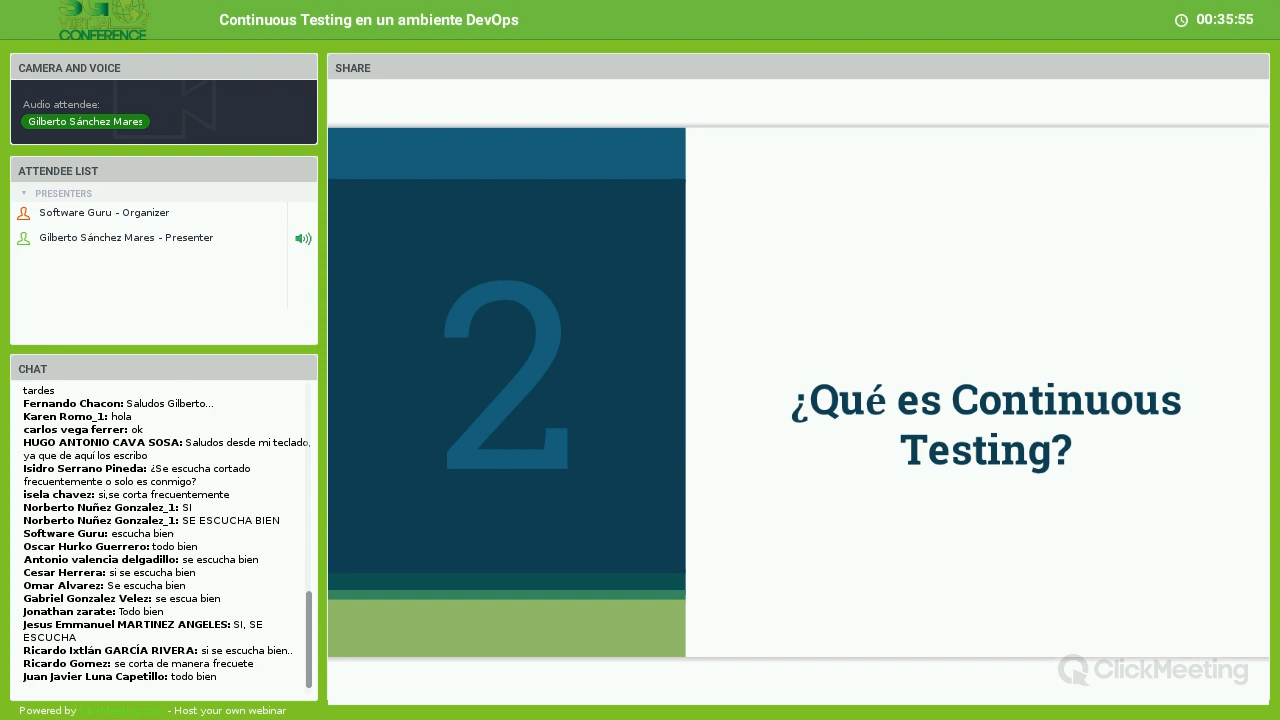 SG
VIRTUAL
CONFERENCE
Continuous Testing en un ambiente DevOps
00:35:55
CAMERA AND VOICE
Audio attendee:
Gilberto Sánchez Mares
ATTENDEE LIST
PRESENTERS
Software Guru - Organizer
Gilberto Sánchez Mares - Presenter
CHAT
tardes
Fernando Chacon: Saludos Gilberto...
Karen Romo_1: hola
carlos vega ferrer: ok
HUGO ANTONIO CAVA SOSA: Saludos desde mi teclado,
ya que de aquí los escribo
Isidro Serrano Pineda: ¿Se escucha cortado
frecuentemente o solo es conmigo?
isela chavez: si,se corta frecuentemente
Norberto Nuñez Gonzalez_1: SI
Norberto Nuñez Gonzalez_1: SE ESCUCHA BIEN
Software Guru: escucha bien
Oscar Hurko Guerrero: todo bien
Antonio valencia delgadillo: se escucha bien
Cesar Herrera: si se escucha bien
Omar Alvarez: Se escucha bien
Gabriel Gonzalez Velez: se escua bien
Jonathan zarate: Todo bien
Jesus Emmanuel MARTINEZ ANGELES: SI, SE
ESCUCHA
Ricardo Ixtlán GARCÍA RIVERA: si se escucha bien..
Ricardo Gomez: se corta de manera frecuete
Juan Javier Luna Capetillo: todo bien
Powered by ClickMeeting.com - Host your own webinar
SHARE
2
¿Qué es Continuous
Testing?
ClickMeeting